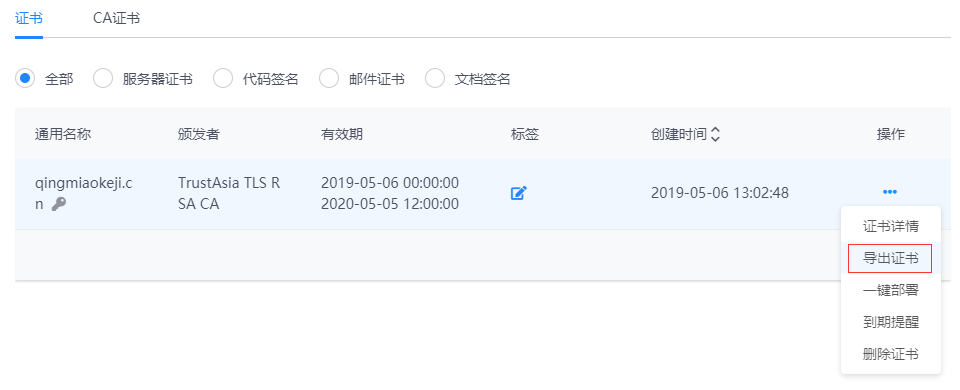 证书 CA证书
全部 服务器证书 代码签名 邮件证书 文档签名
通用名称 颁发者 有效期 标签 创建时间 操作
qingmiaokeji.c TrustAsia TLS R 2019-05-06 00:00:00
n SA CA 2020-05-05 12:00:00
2019-05-06 13:02:48
证书详情
导出证书
一键部署
到期提醒
删除证书